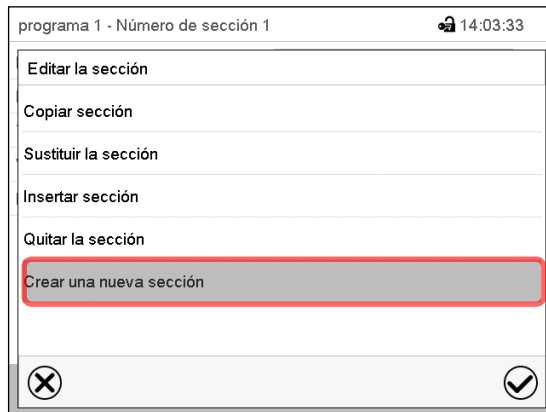 programa 1 - Número de sección 1 14:03:33
Editar la sección
Copiar sección
Sustituir la sección
Insertar sección
Quitar la sección
Crear una nueva sección